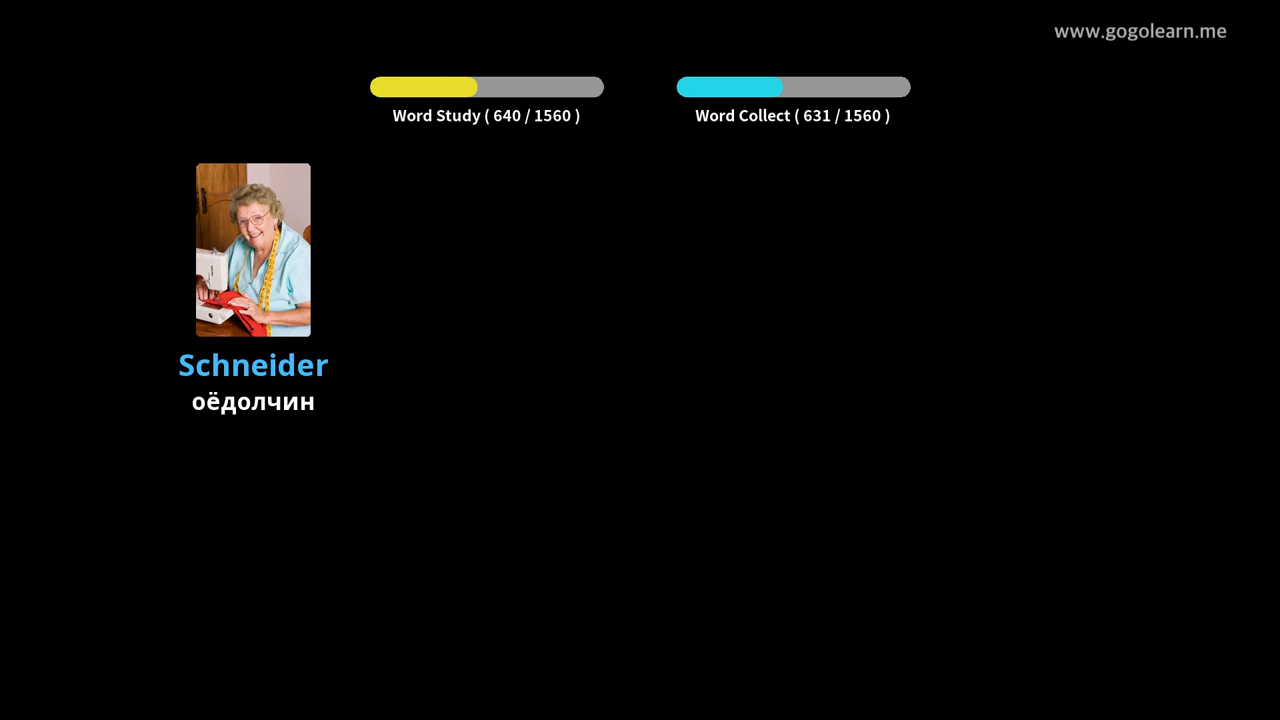 www.gogolearn.me
Word Study ( 640 / 1560 )
Word Collect ( 631 / 1560 )
Schneider
оёдолчин